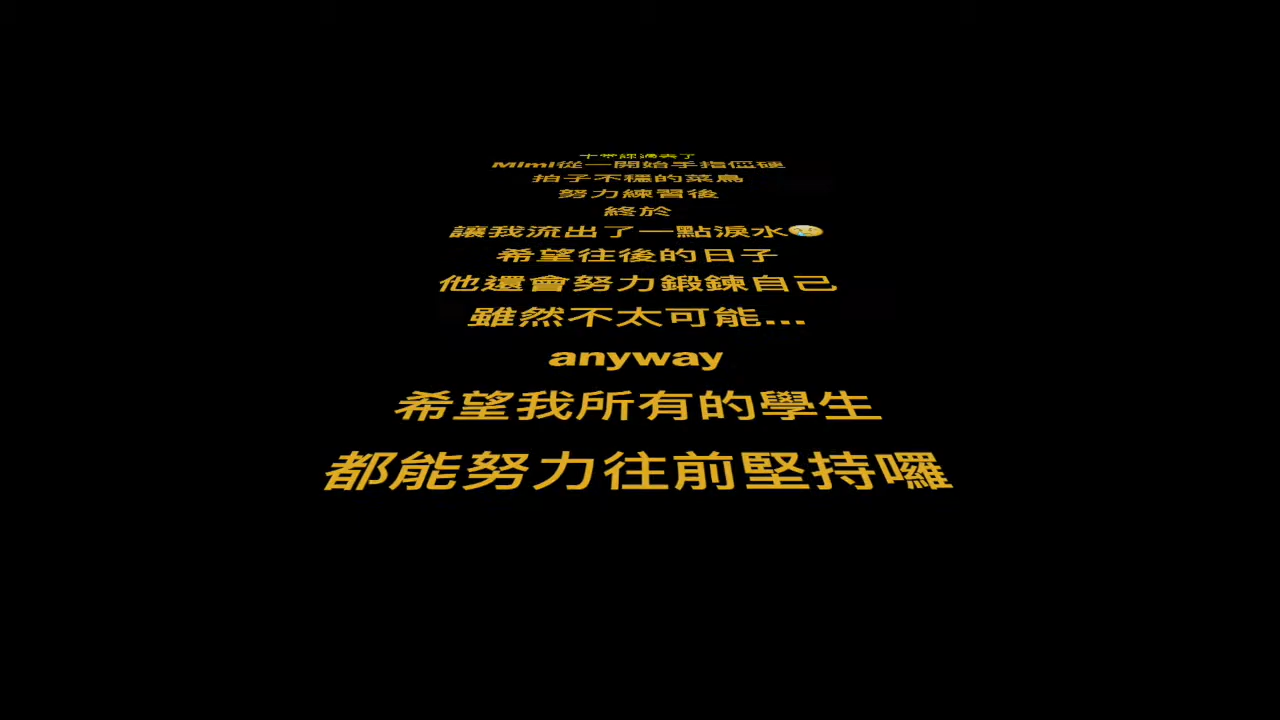 Mimi從一開始手指僵硬
拍子不穩的菜鳥
努力練習後
終於
讓我流出了一點淚水🥲
希望往後的日子
他還會努力鍛鍊自己
雖然不太可能...
anyway
希望我所有的學生
都能努力往前堅持囉